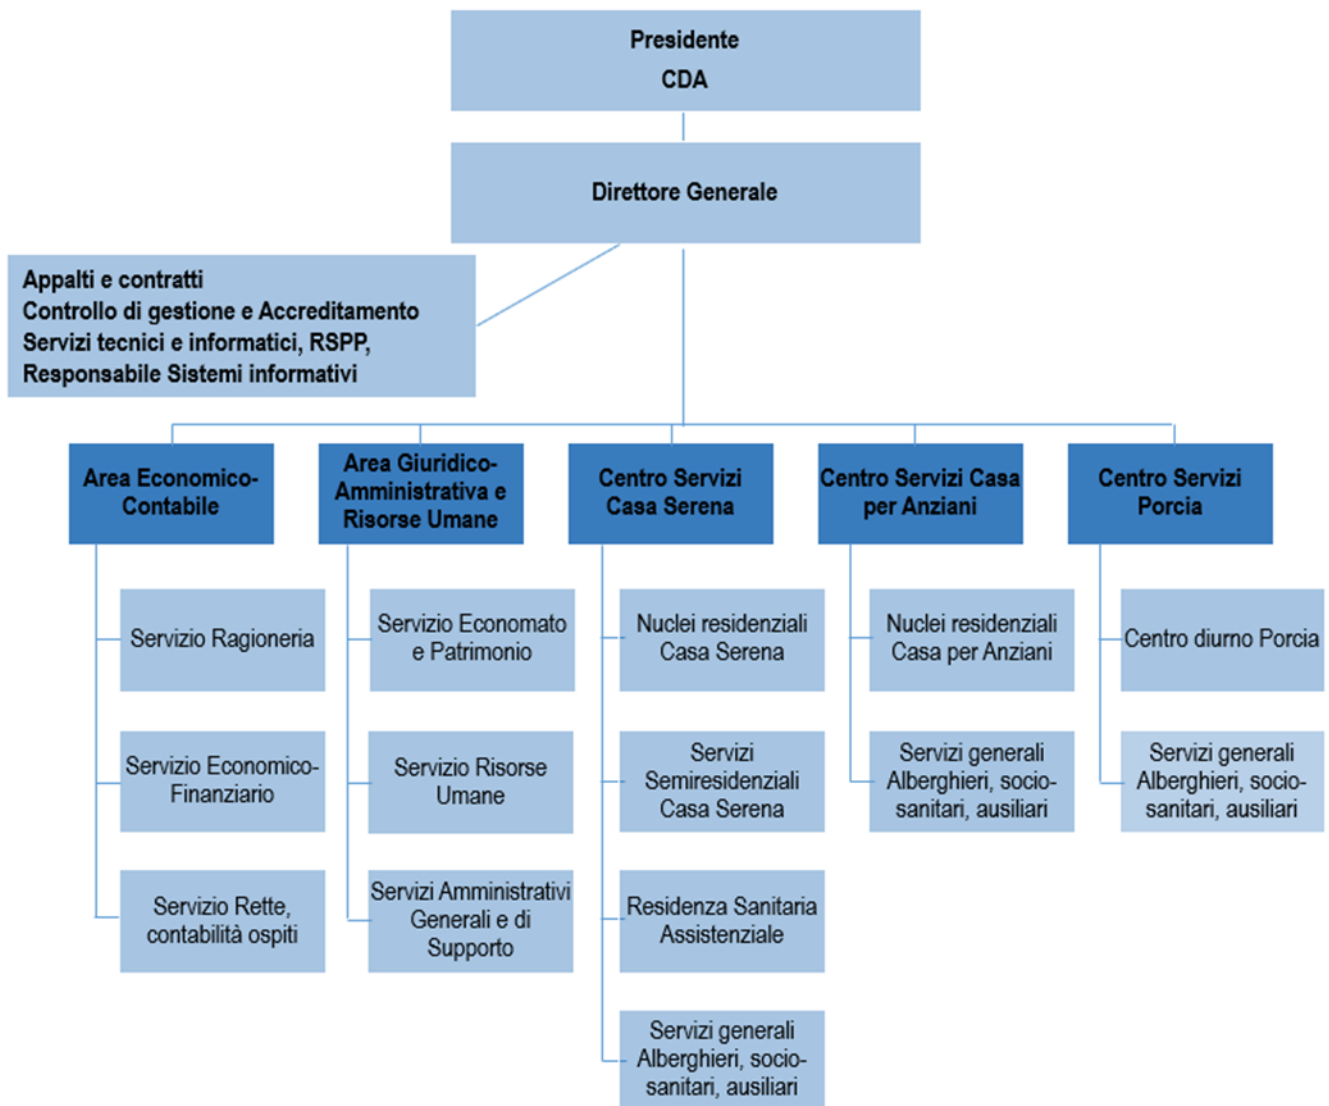 Presidente
CDA
Direttore Generale
Appalti e contratti
Controllo di gestione e Accreditamento
Servizi tecnici e informatici, RSPP,
Responsabile Sistemi informativi
Area Economico-
Contabile
Servizio Ragioneria
Servizio Economico-
Finanziario
Servizio Rette,
contabilità ospiti
Area Giuridico-
Amministrativa e
Risorse Umane
Servizio Economato
e Patrimonio
Servizio Risorse
Umane
Servizi Amministrativi
Generali e di
Supporto
Centro Servizi
Casa Serena
Nuclei residenziali
Casa Serena
Servizi
Semiresidenziali
Casa Serena
Residenza Sanitaria
Assistenziale
Servizi generali
Alberghieri, socio-
sanitari, ausiliari
Centro Servizi Casa
per Anziani
Nuclei residenziali
Casa per Anziani
Servizi generali
Alberghieri, socio-
sanitari, ausiliari
Centro Servizi
Porcia
Centro diurno Porcia
Servizi generali
Alberghieri, socio-
sanitari, ausiliari